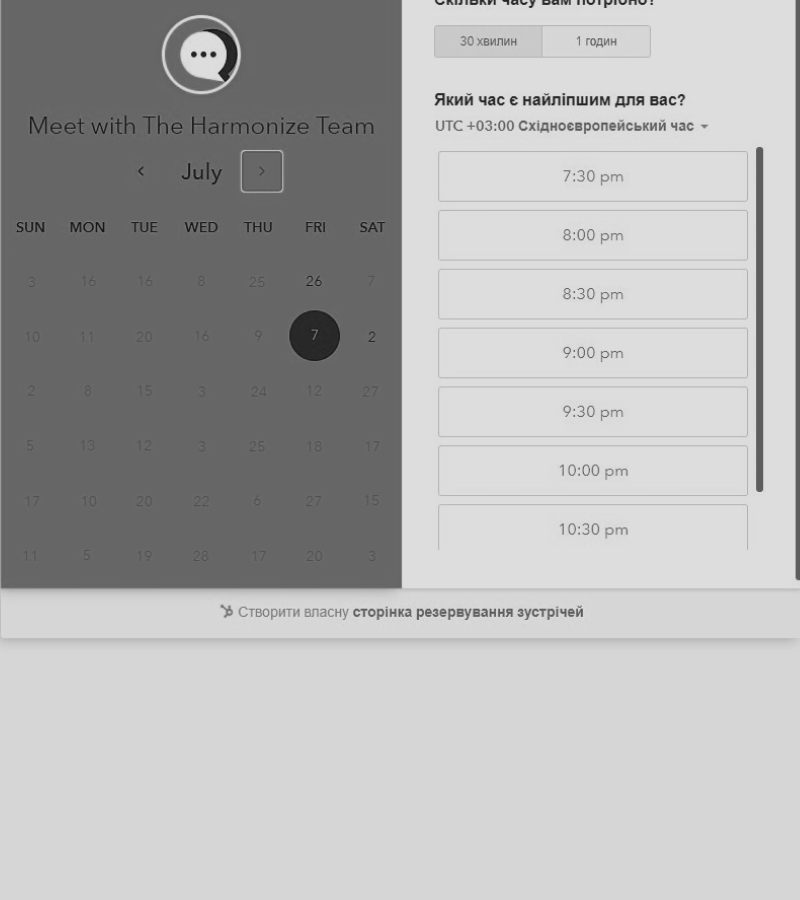 Скільки часу вам потрібно?
30 хвилин
1 годин
Meet with The Harmonize Team
July
SUN MON TUE WED THU FRI SAT
3 16 16 8 25 26 7
10 11 20 16 9 7 2
2 8 15 3 24 12 27
5 13 12 3 25 18 17
17 10 20 22 6 27 15
11 5 19 28 17 20 3
Який час є найліпшим для вас?
UTC +03:00 Східноєвропейський час
7:30 pm
8:00 pm
8:30 pm
9:00 pm
9:30 pm
10:00 pm
10:30 pm
Створити власну сторінка резервування зустрічей